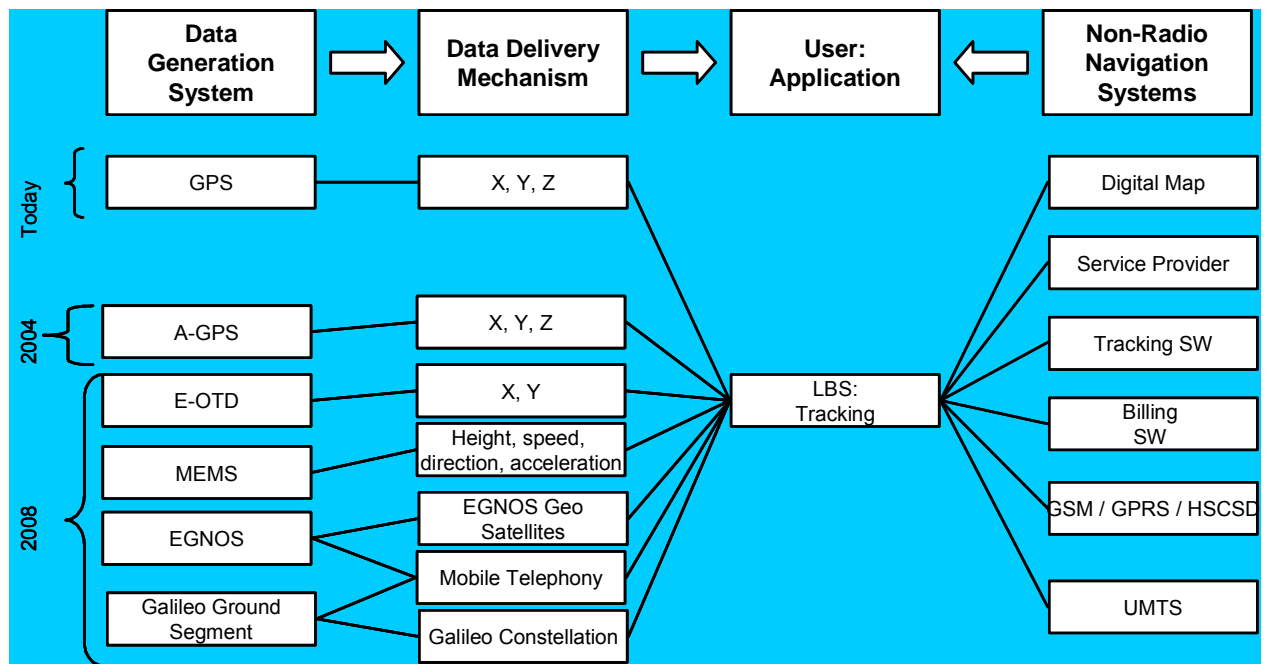 Data
Generation
System
Data Delivery
Mechanism
User:
Application
Non-Radio
Navigation
Systems
Today
GPS
X, Y, Z
Digital Map
Service Provider
2004
A-GPS
X, Y, Z
Tracking SW
E-OTD
X, Y
LBS:
Tracking
Billing
SW
2008
MEMS
Height, speed,
direction, acceleration
EGNOS
EGNOS Geo
Satellites
GSM / GPRS / HSCSD
Mobile Telephony
Galileo Ground
Segment
Galileo Constellation
UMTS